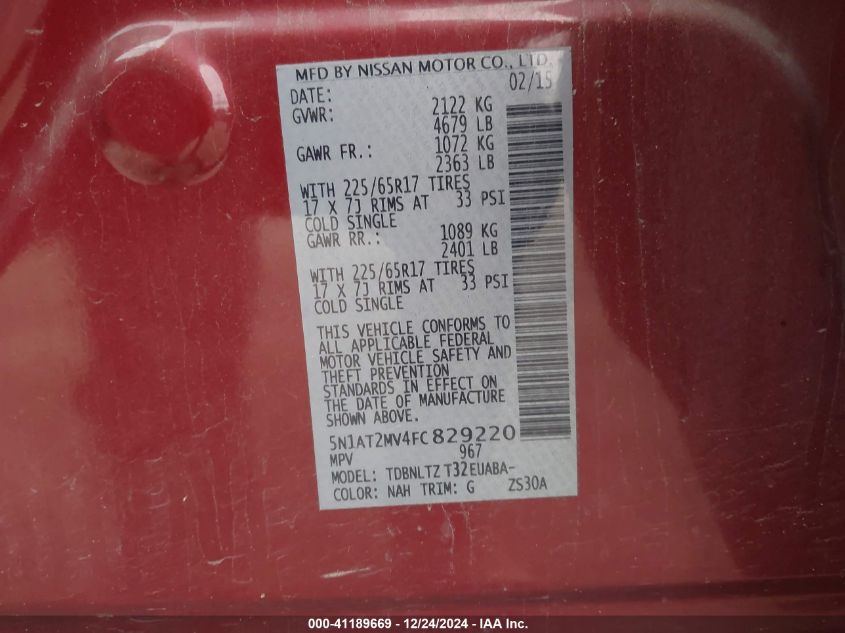 MFD BY NISSAN MOTOR CO., LTD.
DATE: 02/15
GVWR: 2122 KG
4679 LB
GAWR FR.: 1072 KG
2363 LB
WITH 225/65R17 TIRES
17 X 7J RIMS AT 33 PSI
COLD SINGLE
GAWR RR.: 1089 KG
2401 LB
WITH 225/65R17 TIRES
17 X 7J RIMS AT 33 PSI
COLD SINGLE
THIS VEHICLE CONFORMS TO
ALL APPLICABLE FEDERAL
MOTOR VEHICLE SAFETY AND
THEFT PREVENTION
STANDARDS IN EFFECT ON
THE DATE OF MANUFACTURE
SHOWN ABOVE.
5N1AT2MV4FC829220
MPV 967
MODEL: TDBNLTZ T32EUABA-
COLOR: NAH TRIM: G ZS30A
000-41189669 - 12/24/2024 - IAA Inc.